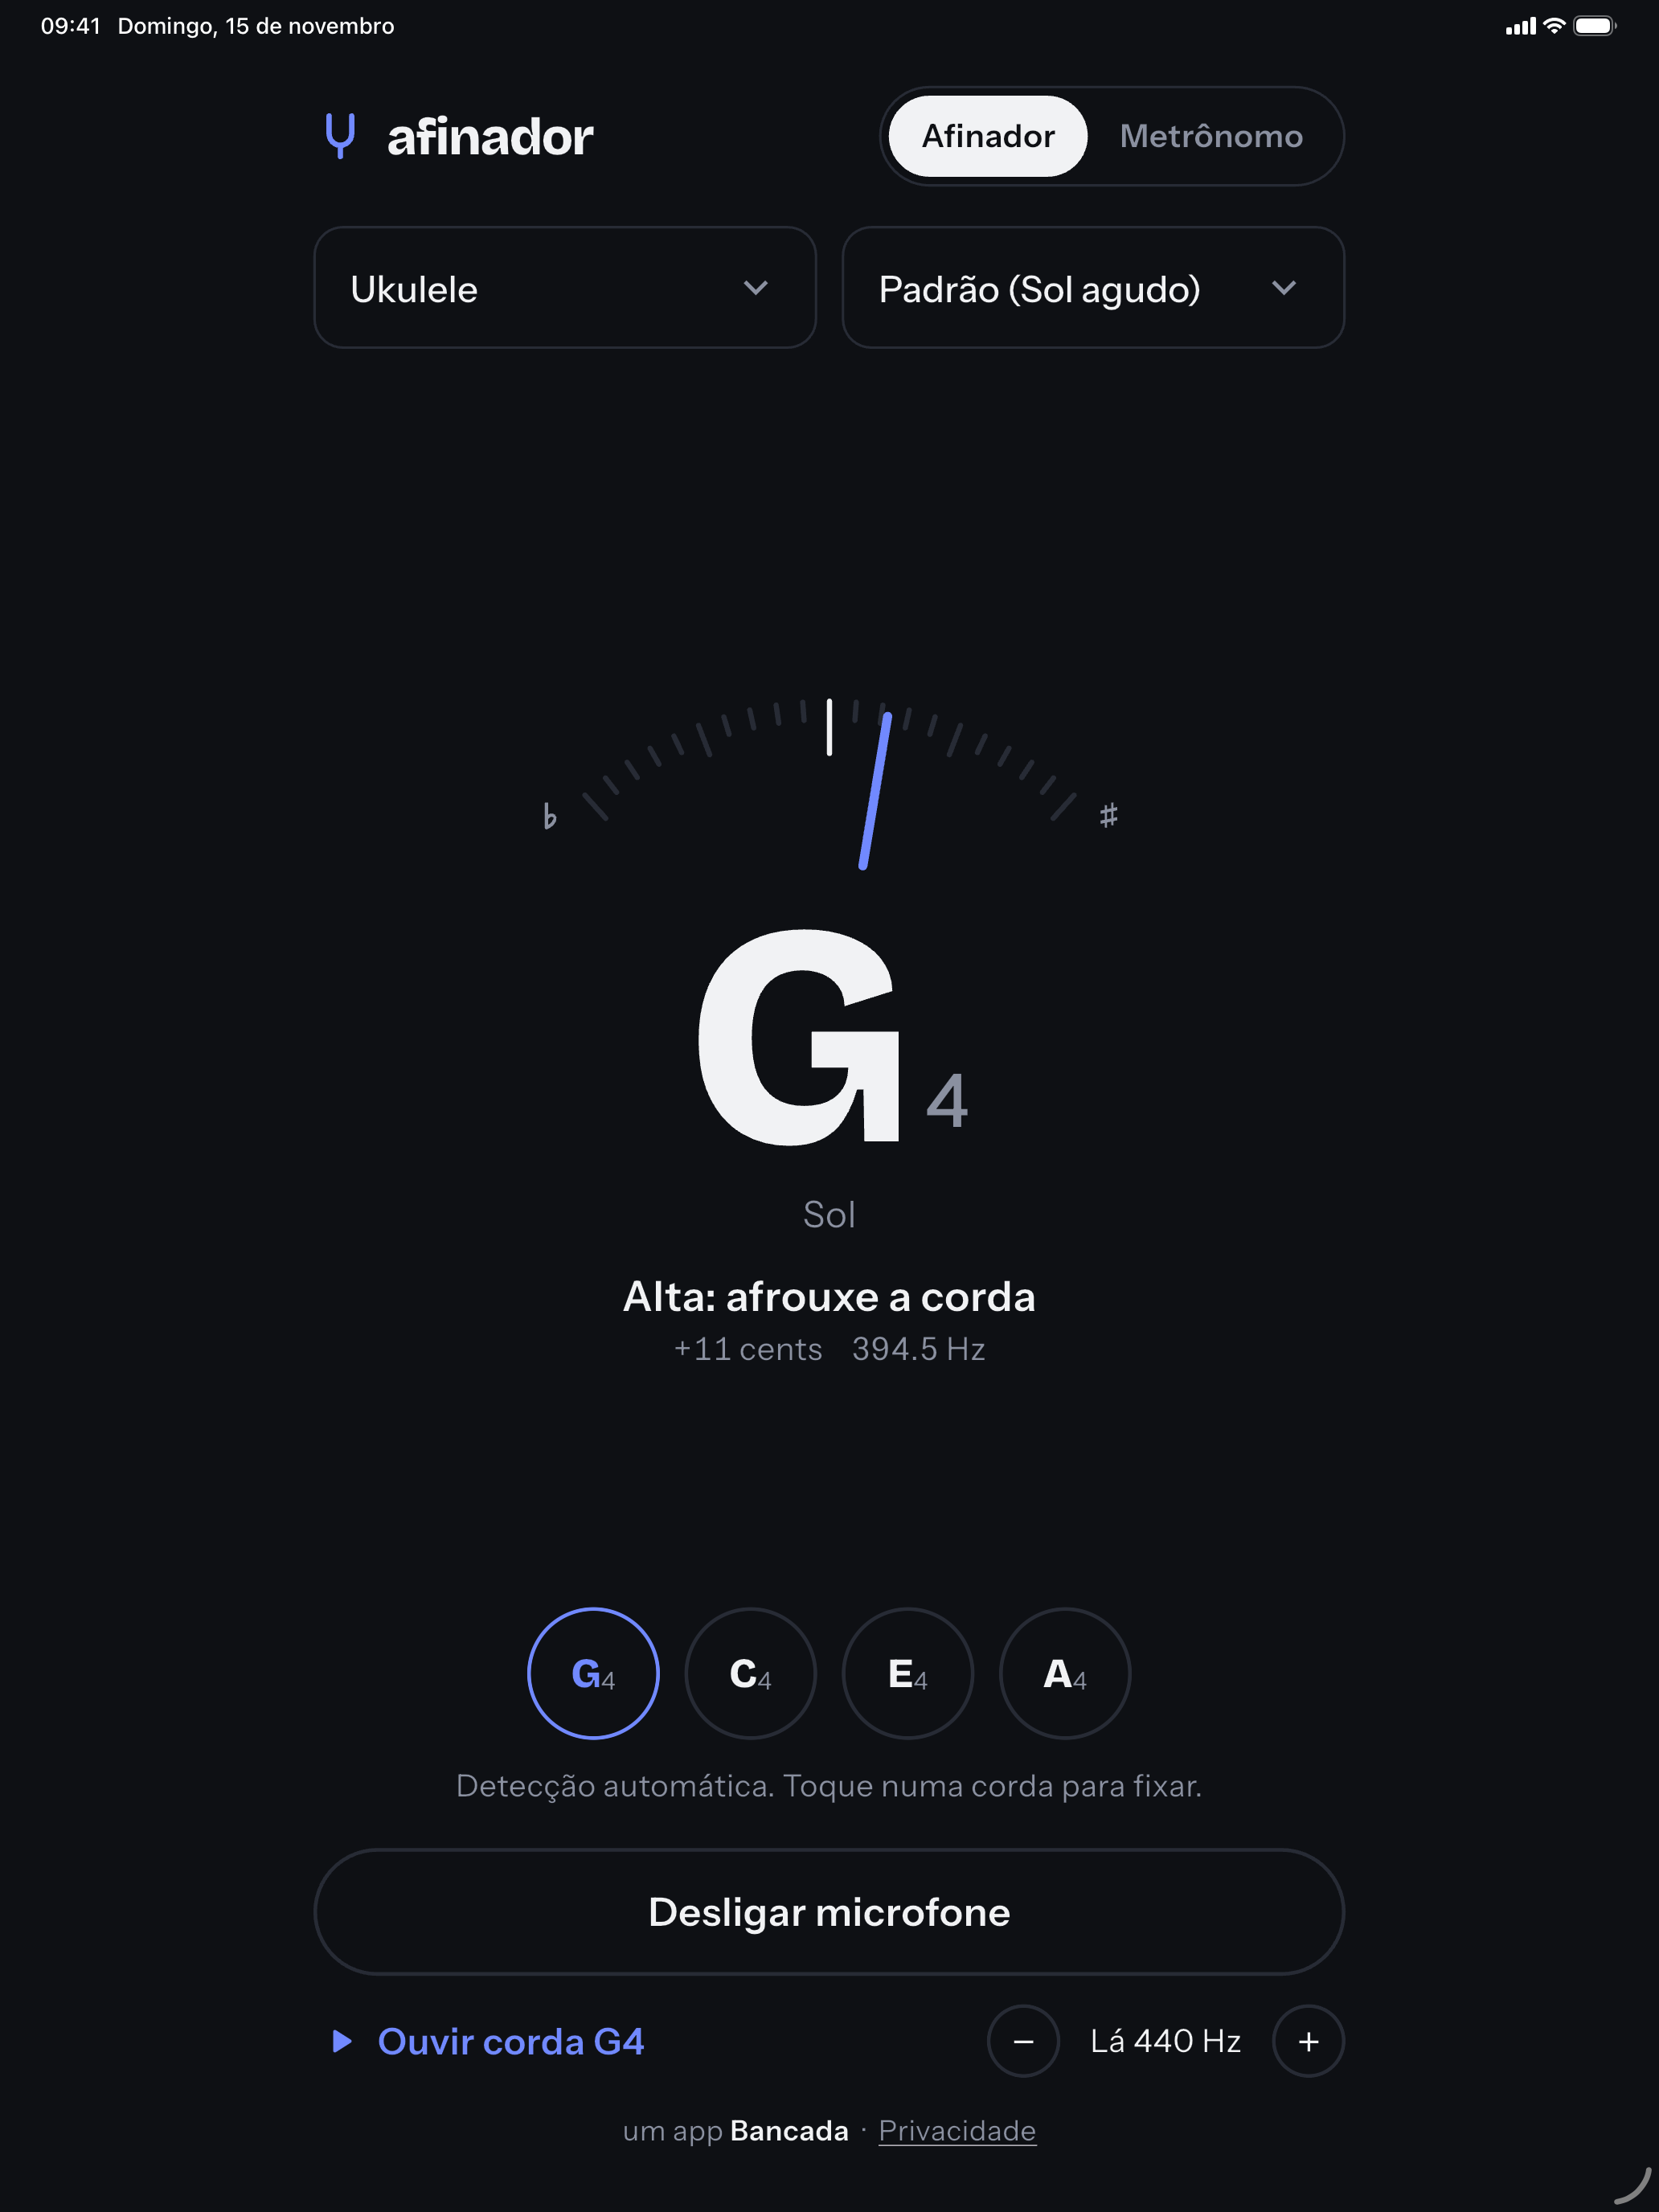 09:41 Domingo, 15 de novembro
afinador
Afinador Metrônomo
Ukulele
Padrão (Sol agudo)
♭ ♯
G4
Sol
Alta: afrouxe a corda
+11 cents 394.5 Hz
G4 C4 E4 A4
Detecção automática. Toque numa corda para fixar.
Desligar microfone
Ouvir corda G4
− Lá 440 Hz +
um app Bancada · Privacidade